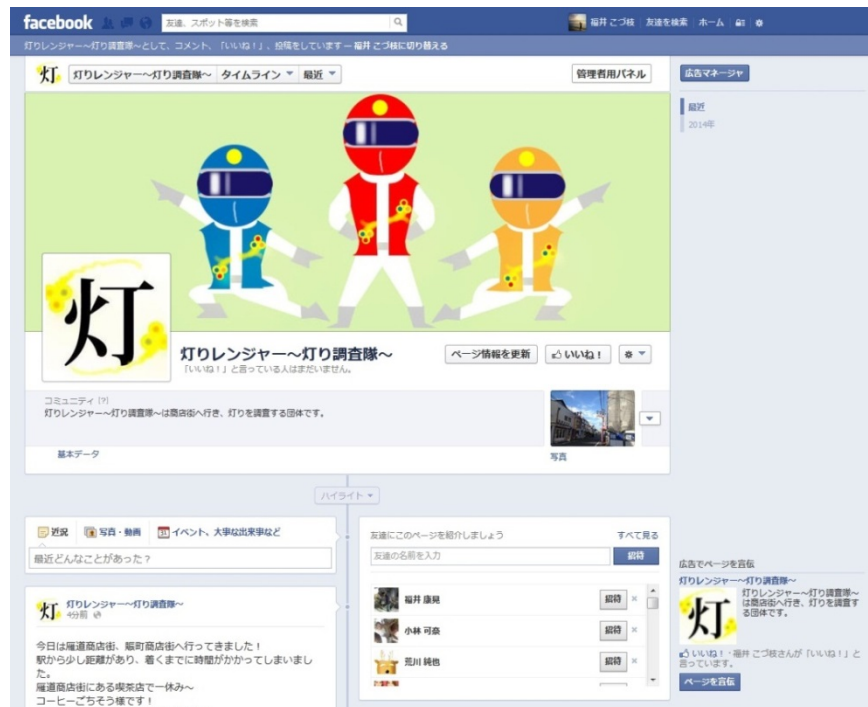 facebook
友達、スポット等を検索
福井 こづ枝 友達を検索 ホーム
灯りレンジャー～灯り調査隊～として、コメント、「いいね！」、投稿をしています — 福井 こづ枝に切り替える
灯 灯りレンジャー～灯り調査隊～ タイムライン 最近
管理者用パネル
広告マネージャ
最近
2014年
灯
灯りレンジャー～灯り調査隊～
「いいね！」と言っている人はまだいません。
ページ情報を更新 いいね！
コミュニティ [?]
灯りレンジャー～灯り調査隊～は商店街へ行き、灯りを調査する団体です。
基本データ
写真
ハイライト
近況 写真・動画 31 イベント、大事な出来事など
最近どんなことがあった？
灯 灯りレンジャー～灯り調査隊～
4分前
今日は雁道商店街、賑町商店街へ行ってきました！
駅から少し距離があり、着くまでに時間がかかってしまいまし
た。
雁道商店街にある喫茶店で一休み～
コーヒーごちそう様です！
友達にこのページを紹介しましょう すべて見る
友達の名前を入力 招待
福井 康晃 招待 ×
小林 可奈 招待 ×
荒川 純也 招待 ×
広告でページを宣伝
灯りレンジャー～灯り調査隊～
灯
灯りレンジャー～灯り調査隊～
は商店街へ行き、灯りを調査す
る団体です。
いいね！ · 福井 こづ枝さんが「いいね！」と
言っています。
ページを宣伝